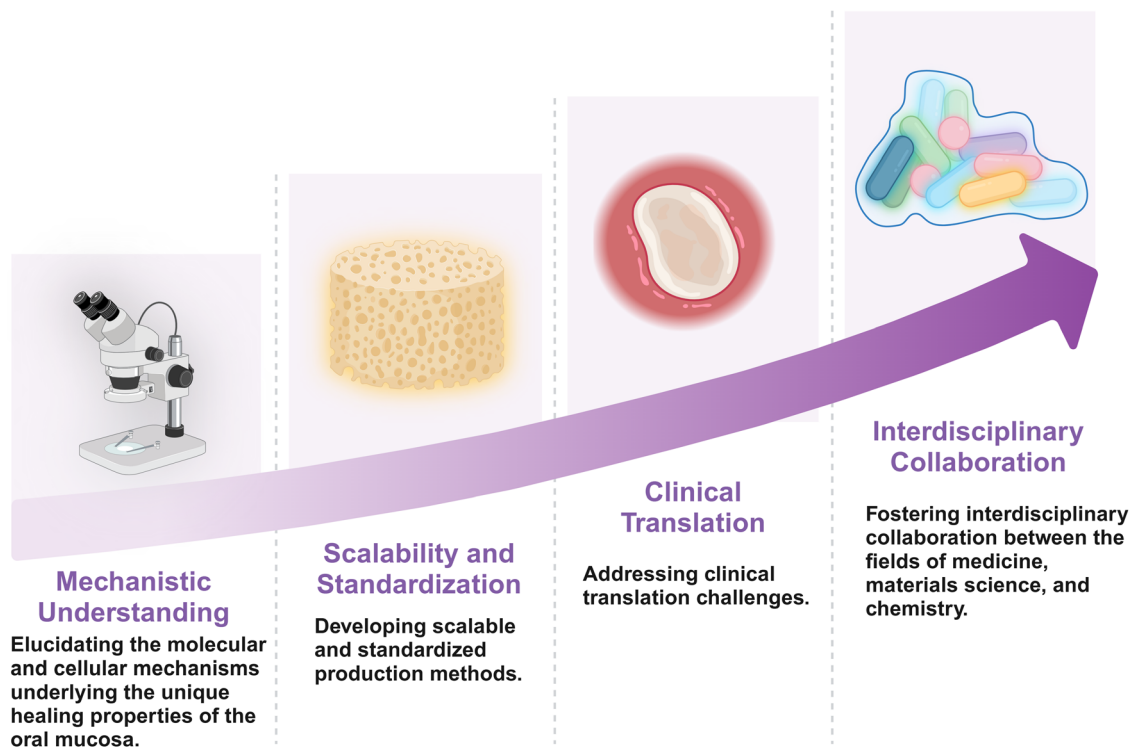 Mechanistic
Understanding
Elucidating the molecular
and cellular mechanisms
underlying the unique
healing properties of the
oral mucosa.
Scalability and
Standardization
Developing scalable
and standardized
production methods.
Clinical
Translation
Addressing clinical
translation challenges.
Interdisciplinary
Collaboration
Fostering interdisciplinary
collaboration between the
fields of medicine,
materials science, and
chemistry.